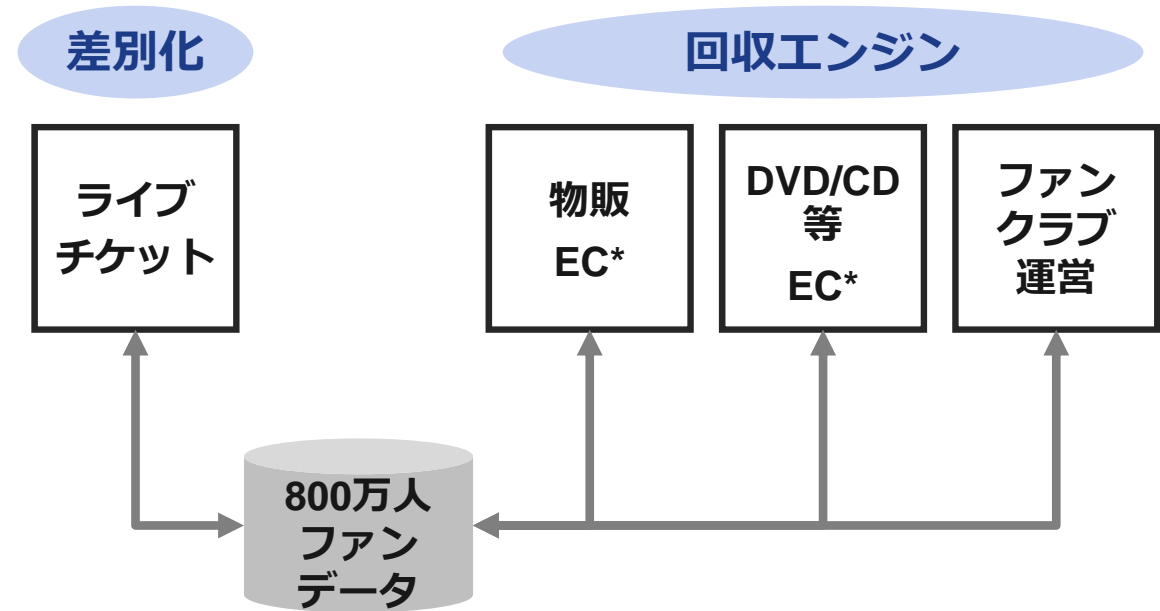 差別化
回収エンジン
ライブ
チケット
物販
EC*
DVD/CD
等
EC*
ファン
クラブ
運営
800万人
ファン
データ